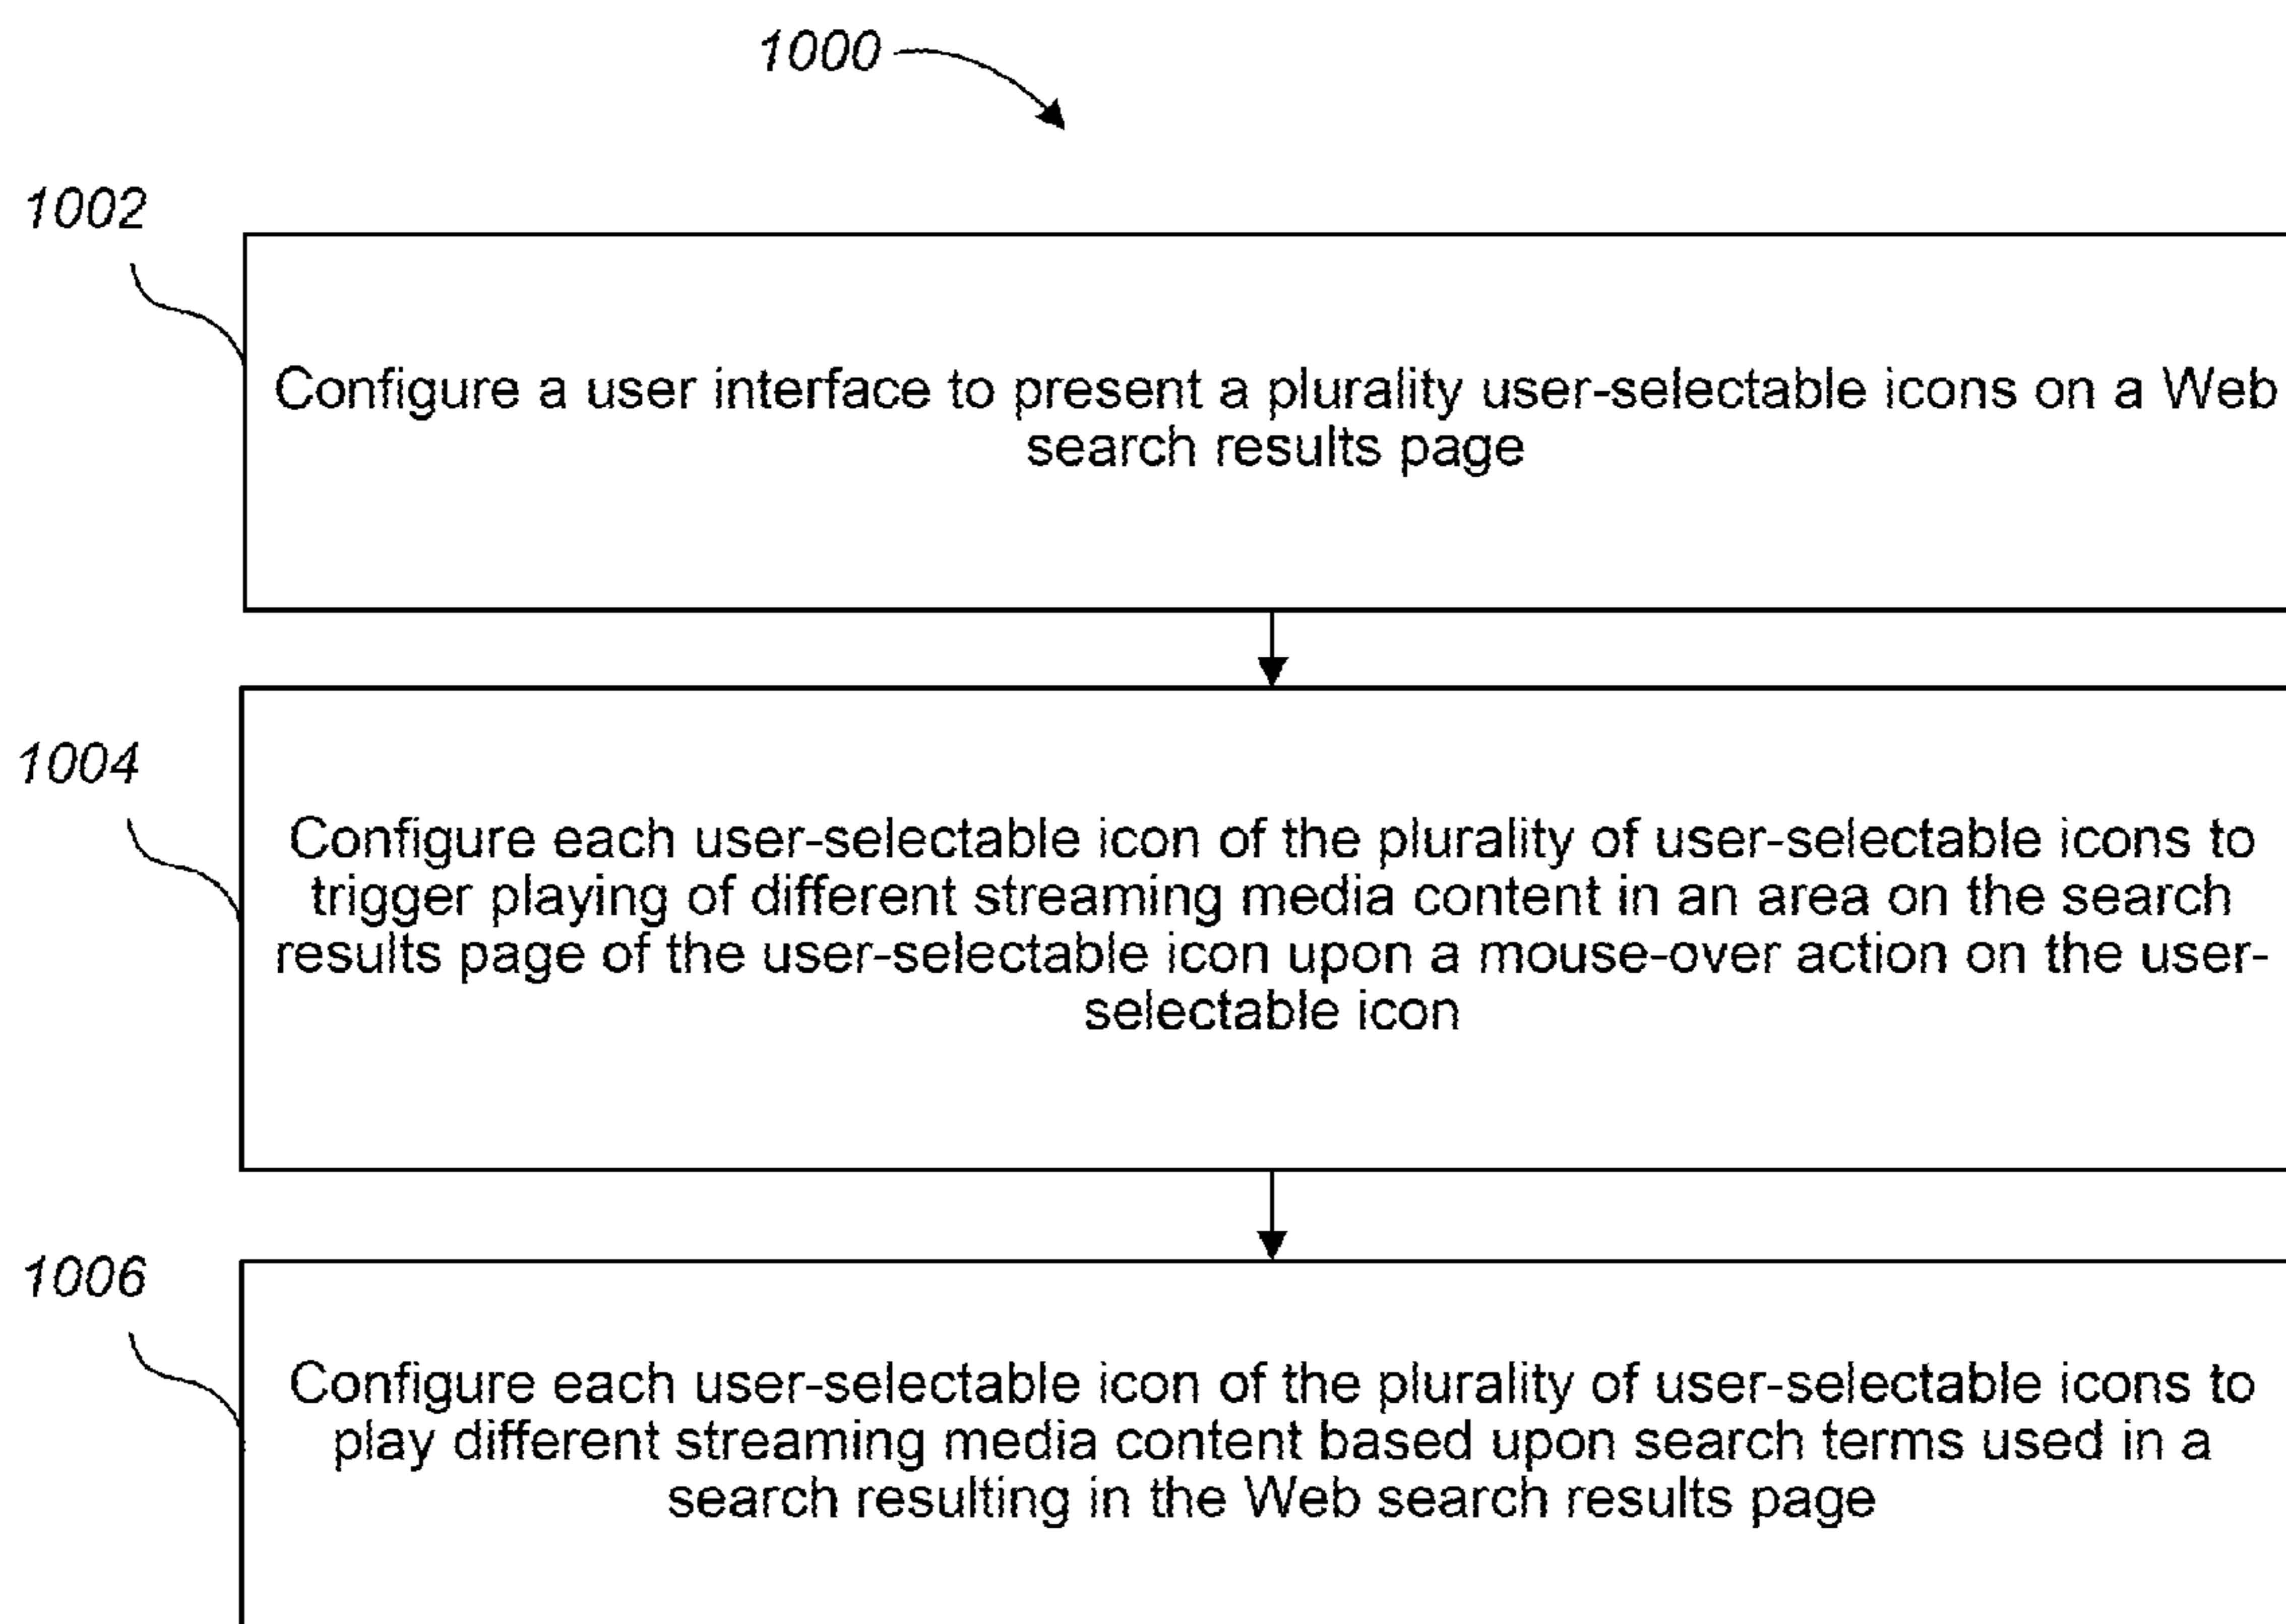 1000
1002
Configure a user interface to present a plurality user-selectable icons on a Web
search results page
1004
Configure each user-selectable icon of the plurality of user-selectable icons to
trigger playing of different streaming media content in an area on the search
results page of the user-selectable icon upon a mouse-over action on the user-
selectable icon
1006
Configure each user-selectable icon of the plurality of user-selectable icons to
play different streaming media content based upon search terms used in a
search resulting in the Web search results page